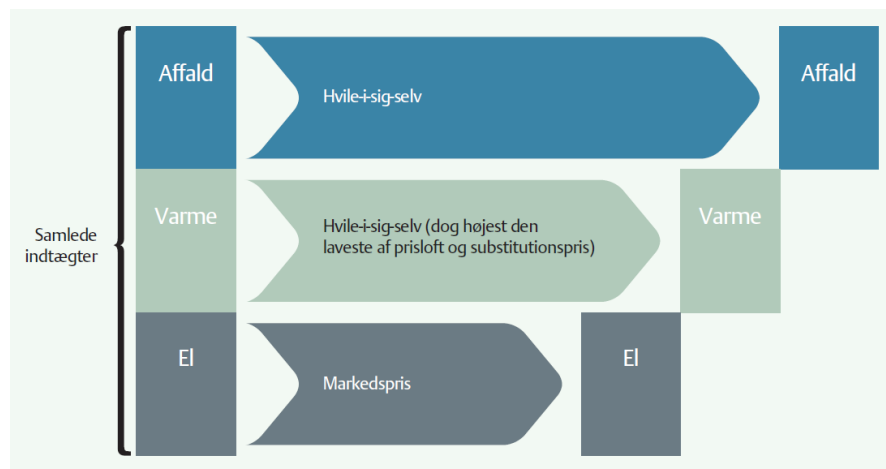 Affald
Hvile-i-sig-selv
Affald
Samlede
indtægter
Varme
Hvile-i-sig-selv (dog højest den
laveste af prisloft og substitutionspris)
Varme
El
Markedspris
El